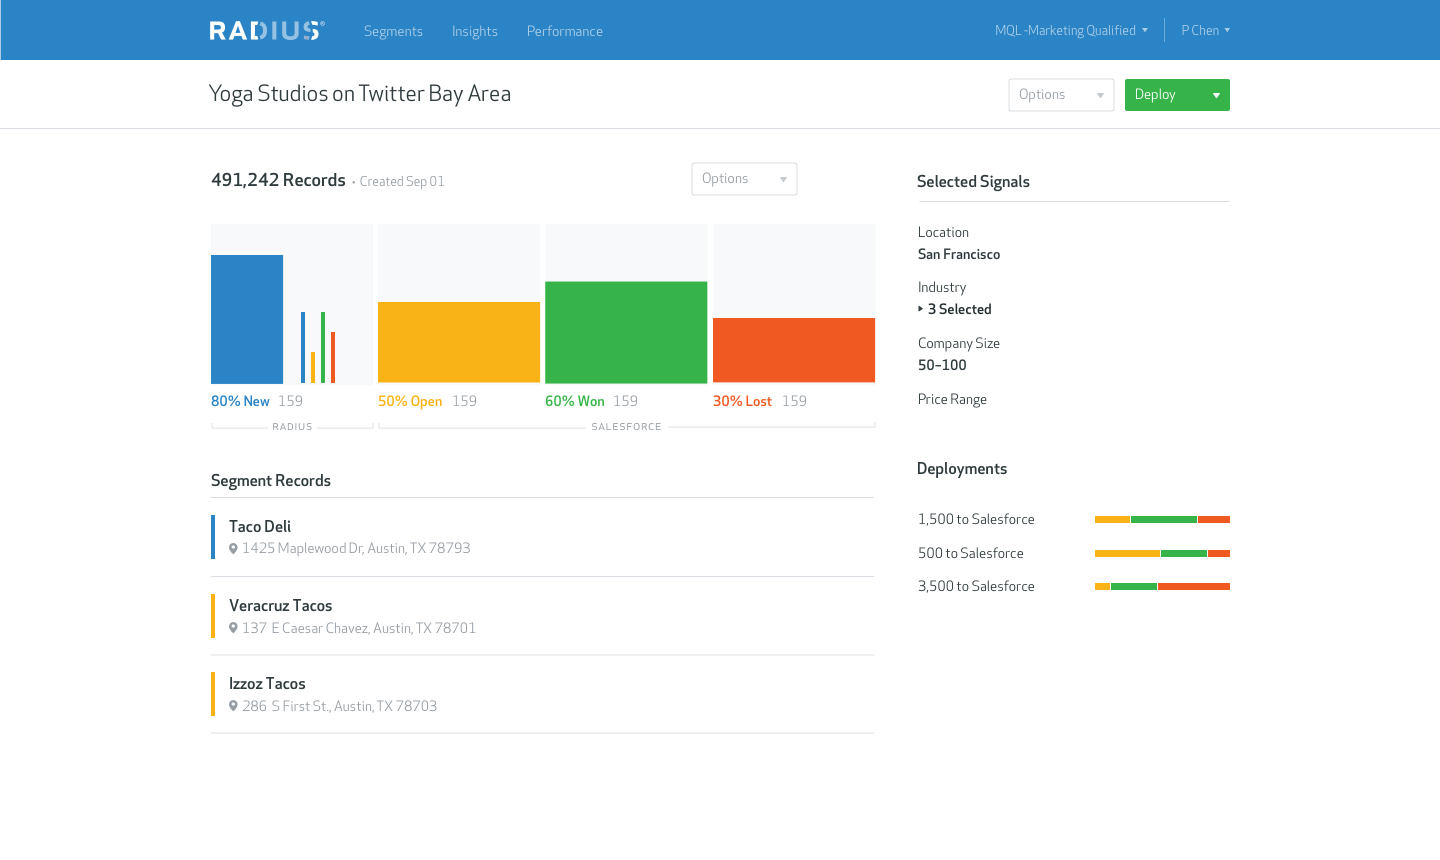 RADIUS®
Segments
Insights
Performance
MQL -Marketing Qualified
P Chen
Yoga Studios on Twitter Bay Area
Options
Deploy
491,242 Records • Created Sep 01
Options
80% New 159
50% Open 159
60% Won 159
30% Lost 159
RADIUS
SALESFORCE
Segment Records
Taco Deli
1425 Maplewood Dr, Austin, TX 78793
Veracruz Tacos
137 E Caesar Chavez, Austin, TX 78701
Izzoz Tacos
286 S First St., Austin, TX 78703
Selected Signals
Location
San Francisco
Industry
3 Selected
Company Size
50–100
Price Range
Deployments
1,500 to Salesforce
500 to Salesforce
3,500 to Salesforce